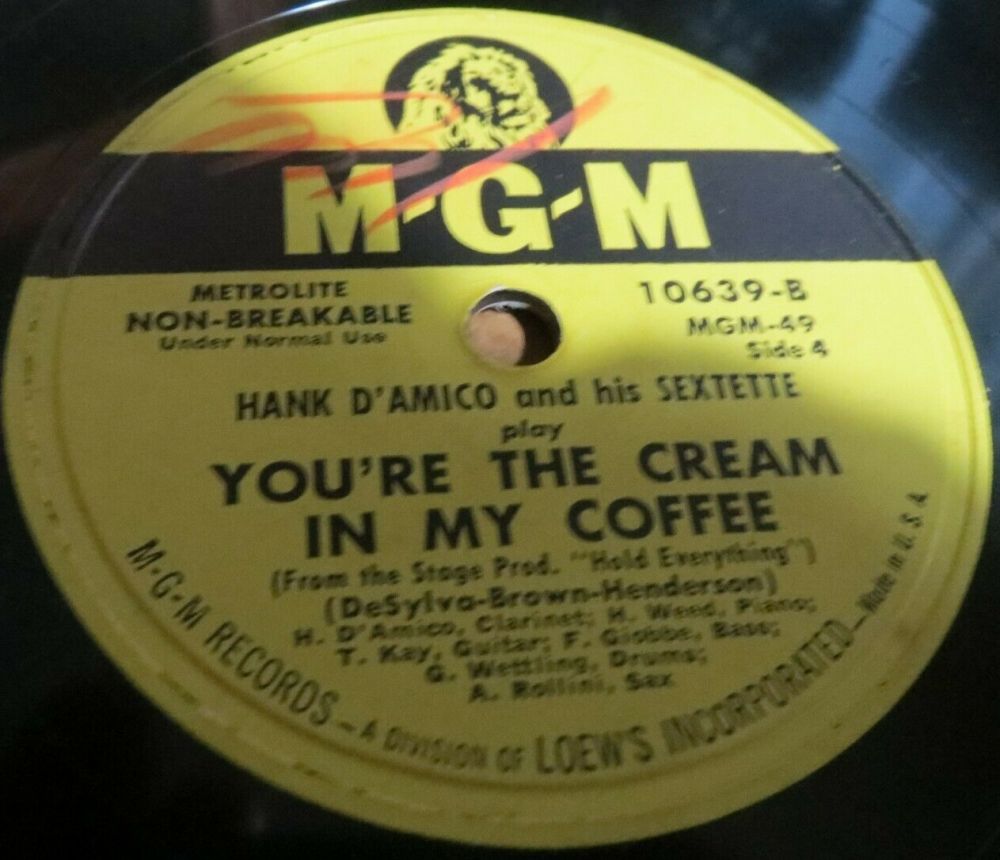 M-G-M
METROLITE
NON-BREAKABLE
Under Normal Use
10639-B
MGM-49
Side 4
HANK D'AMICO and his SEXTETTE
play
YOU'RE THE CREAM
IN MY COFFEE
(From the Stage Prod. "Hold Everything")
(DeSylva-Brown-Henderson)
H. D'Amico, Clarinet; H. Weed, Piano;
T. Kay, Guitar; F. Giobbe, Bass;
G. Wettling, Drums;
A. Rollini, Sax
M-G-M RECORDS — A DIVISION OF LOEW'S INCORPORATED — Made in U. S. A.